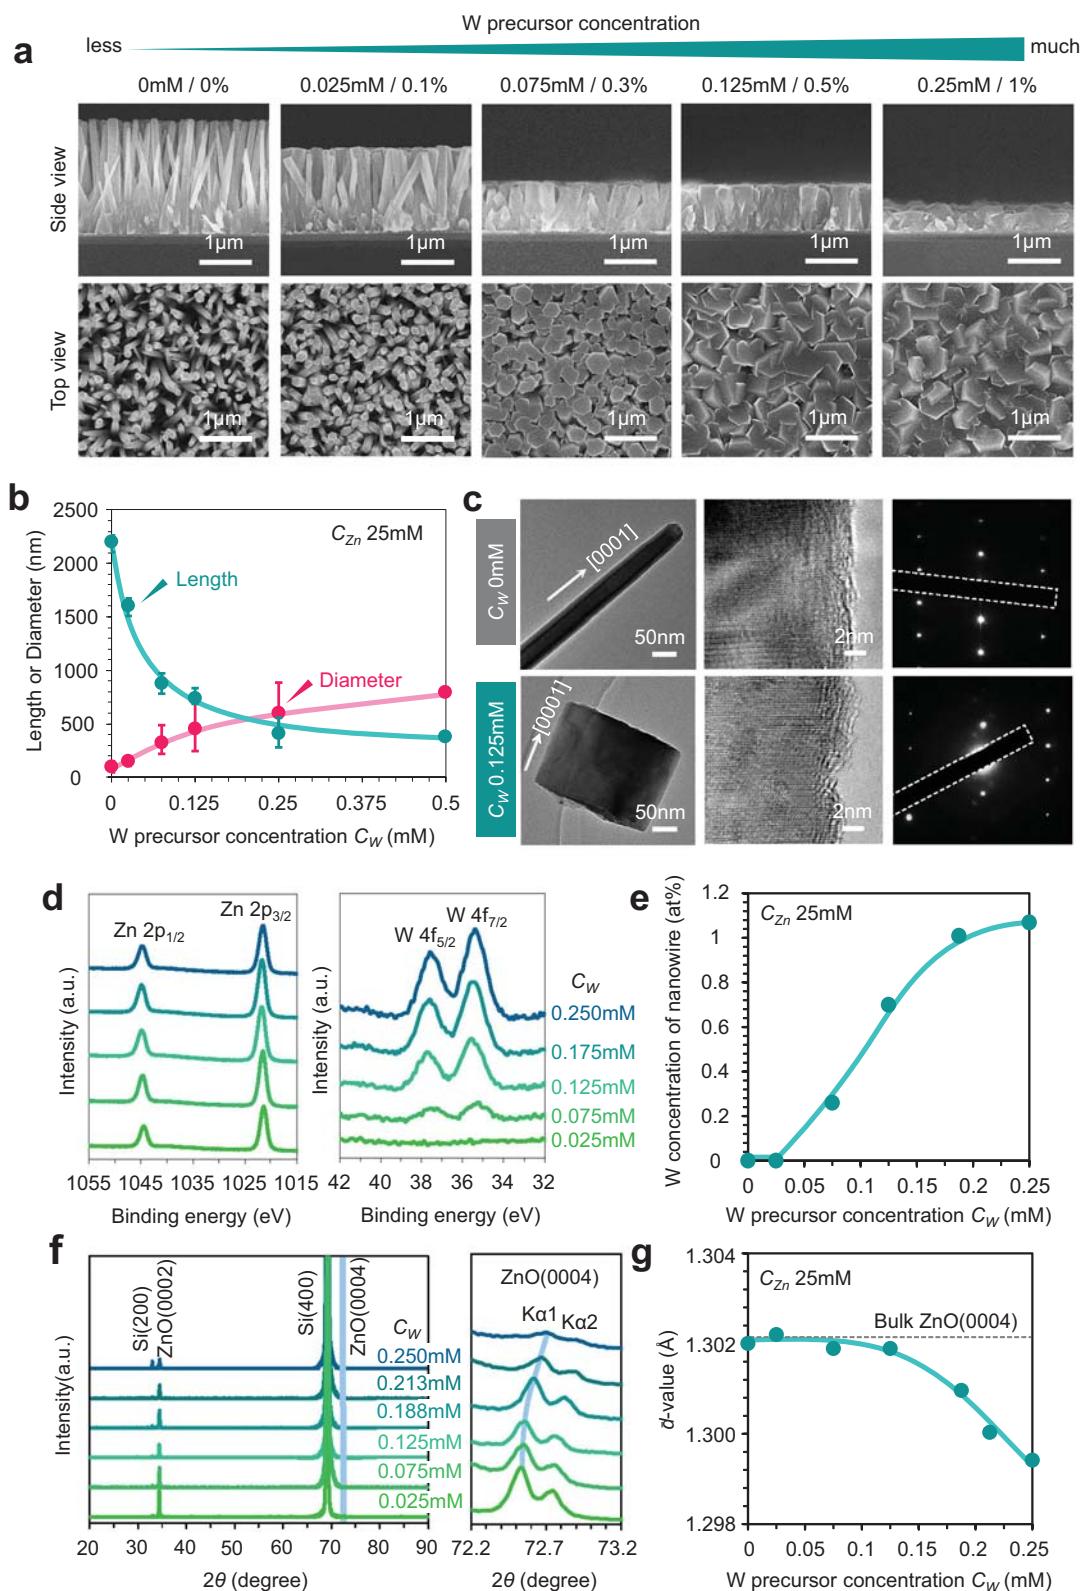 W precursor concentration
less
much
a
0mM / 0%
0.025mM / 0.1%
0.075mM / 0.3%
0.125mM / 0.5%
0.25mM / 1%
Side view
1μm
1μm
1μm
1μm
1μm
Top view
1μm
1μm
1μm
1μm
1μm
b
Length or Diameter (nm)
2500
2000
1500
1000
500
0
C_Zn 25mM
Length
Diameter
0
0.125
0.25
0.375
0.5
W precursor concentration C_W (mM)
c
C_W 0mM
[0001]
50nm
2nm
C_W 0.125mM
[0001]
50nm
2nm
d
Intensity (a.u.)
Zn 2p1/2
Zn 2p3/2
1055
1045
1035
1025
1015
Binding energy (eV)
Intensity (a.u.)
W 4f5/2
W 4f7/2
C_W
0.250mM
0.175mM
0.125mM
0.075mM
0.025mM
42
40
38
36
34
32
Binding energy (eV)
e
W concentration of nanowire (at%)
1.2
1
0.8
0.6
0.4
0.2
0
C_Zn 25mM
0
0.05
0.1
0.15
0.2
0.25
W precursor concentration C_W (mM)
f
Intensity(a.u.)
Si(200)
ZnO(0002)
Si(400)
ZnO(0004)
C_W
0.250mM
0.213mM
0.188mM
0.125mM
0.075mM
0.025mM
20
30
40
50
60
70
80
90
2θ (degree)
ZnO(0004)
Kα1
Kα2
72.2
72.7
73.2
2θ (degree)
g
d-value (Å)
1.304
1.302
1.300
1.298
C_Zn 25mM
Bulk ZnO(0004)
0
0.05
0.1
0.15
0.2
0.25
W precursor concentration C_W (mM)